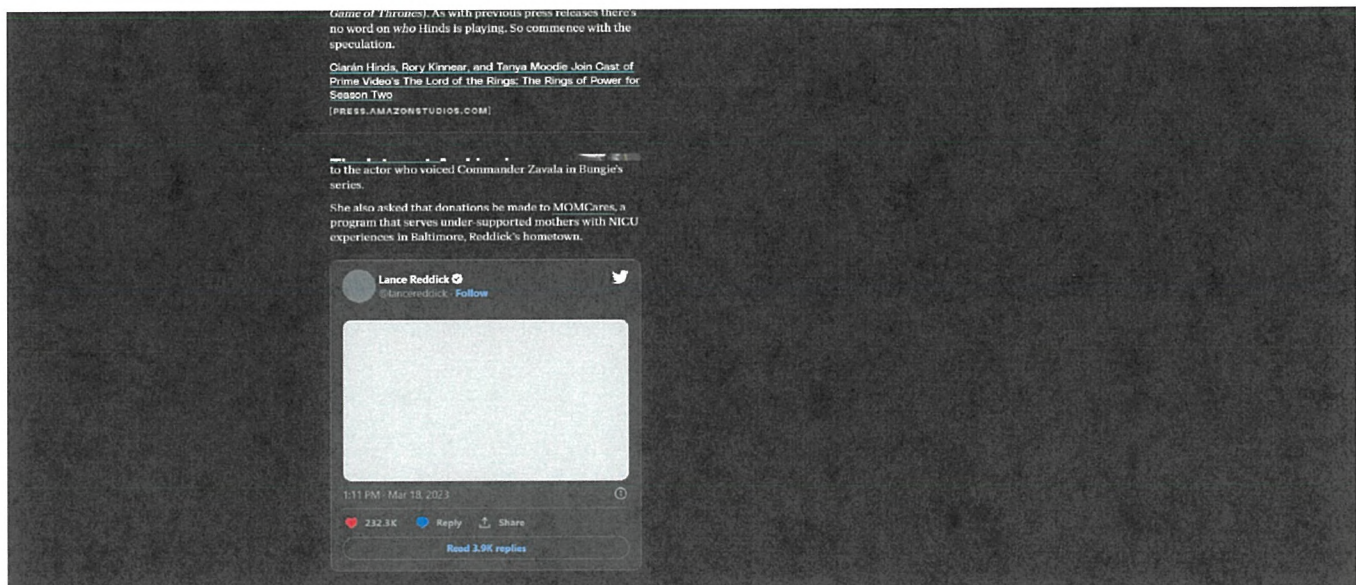 Game of Thrones). As with previous press releases there's
no word on who Hinds is playing. So commence with the
speculation.
Ciarán Hinds, Rory Kinnear, and Tanya Moodie Join Cast of
Prime Video's The Lord of the Rings: The Rings of Power for
Season Two
[PRESS.AMAZONSTUDIOS.COM]
to the actor who voiced Commander Zavala in Bungie's
series.
She also asked that donations be made to MOMCares, a
program that serves under-supported mothers with NICU
experiences in Baltimore, Reddick's hometown.
Lance Reddick
@lancereddick · Follow
1:11 PM · Mar 18, 2023
232.3K Reply Share
Read 3.9K replies